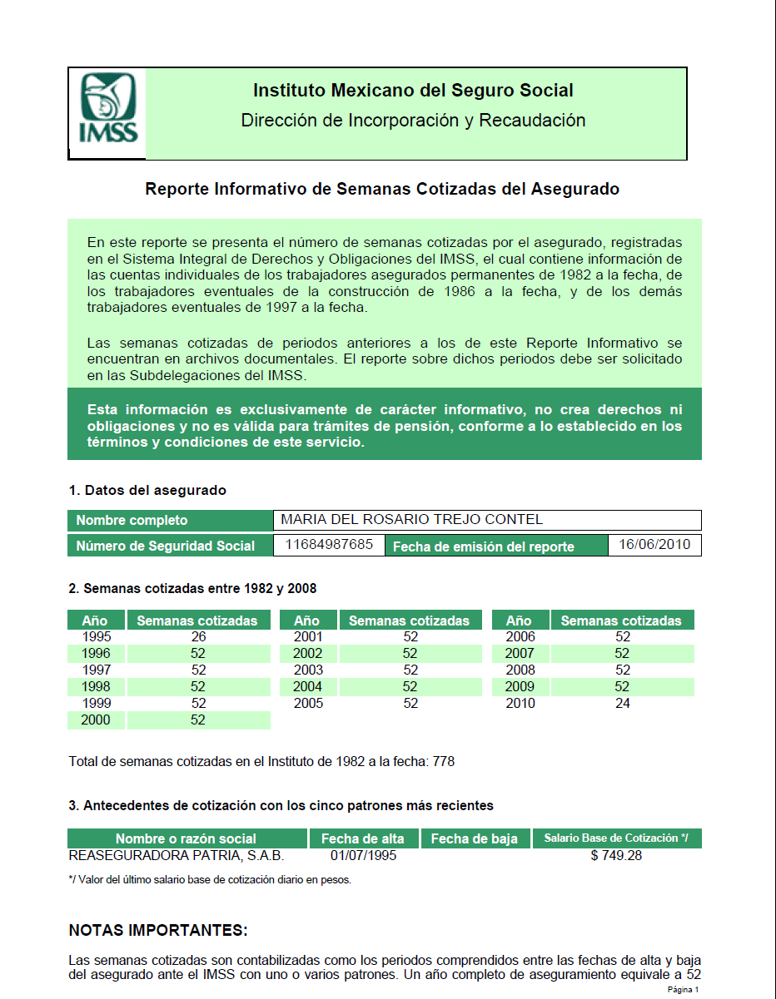 IMSS
Instituto Mexicano del Seguro Social
Dirección de Incorporación y Recaudación
Reporte Informativo de Semanas Cotizadas del Asegurado
En este reporte se presenta el número de semanas cotizadas por el asegurado, registradas
en el Sistema Integral de Derechos y Obligaciones del IMSS, el cual contiene información de
las cuentas individuales de los trabajadores asegurados permanentes de 1982 a la fecha, de
los trabajadores eventuales de la construcción de 1986 a la fecha, y de los demás
trabajadores eventuales de 1997 a la fecha.
Las semanas cotizadas de periodos anteriores a los de este Reporte Informativo se
encuentran en archivos documentales. El reporte sobre dichos periodos debe ser solicitado
en las Subdelegaciones del IMSS.
Esta información es exclusivamente de carácter informativo, no crea derechos ni
obligaciones y no es válida para trámites de pensión, conforme a lo establecido en los
términos y condiciones de este servicio.
1. Datos del asegurado
Nombre completo MARIA DEL ROSARIO TREJO CONTEL
Número de Seguridad Social 11684987685 Fecha de emisión del reporte 16/06/2010
2. Semanas cotizadas entre 1982 y 2008
Año Semanas cotizadas Año Semanas cotizadas Año Semanas cotizadas
1995 26 2001 52 2006 52
1996 52 2002 52 2007 52
1997 52 2003 52 2008 52
1998 52 2004 52 2009 52
1999 52 2005 52 2010 24
2000 52
Total de semanas cotizadas en el Instituto de 1982 a la fecha: 778
3. Antecedentes de cotización con los cinco patrones más recientes
Nombre o razón social Fecha de alta Fecha de baja Salario Base de Cotización */
REASEGURADORA PATRIA, S.A.B. 01/07/1995 $ 749.28
*/ Valor del último salario base de cotización diario en pesos.
NOTAS IMPORTANTES:
Las semanas cotizadas son contabilizadas como los periodos comprendidos entre las fechas de alta y baja
del asegurado ante el IMSS con uno o varios patrones. Un año completo de aseguramiento equivale a 52
Página 1